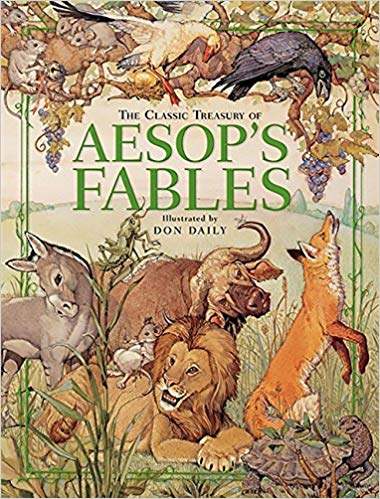 The Classic Treasury of
AESOP'S
FABLES
Illustrated by
DON DAILY